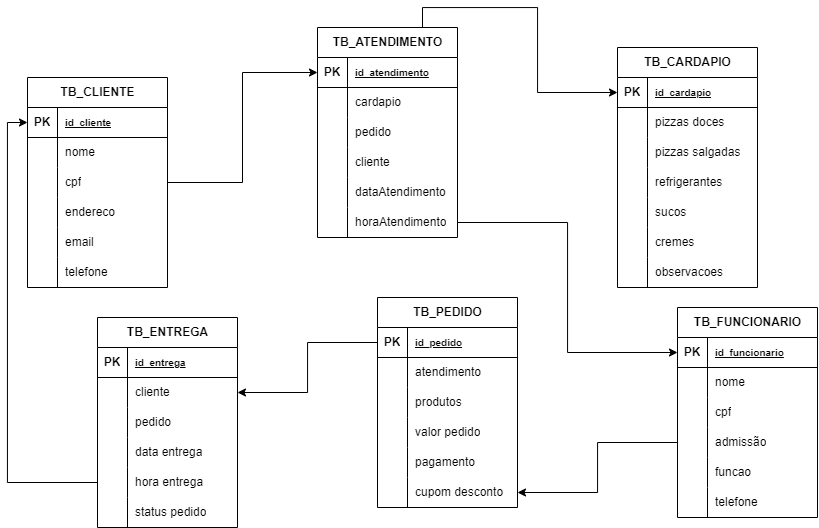 TB_CLIENTE
PK id_cliente
nome
cpf
endereco
email
telefone
TB_ATENDIMENTO
PK id_atendimento
cardapio
pedido
cliente
dataAtendimento
horaAtendimento
TB_CARDAPIO
PK id_cardapio
pizzas doces
pizzas salgadas
refrigerantes
sucos
cremes
observacoes
TB_ENTREGA
PK id_entrega
cliente
pedido
data entrega
hora entrega
status pedido
TB_PEDIDO
PK id_pedido
atendimento
produtos
valor pedido
pagamento
cupom desconto
TB_FUNCIONARIO
PK id_funcionario
nome
cpf
admissão
funcao
telefone